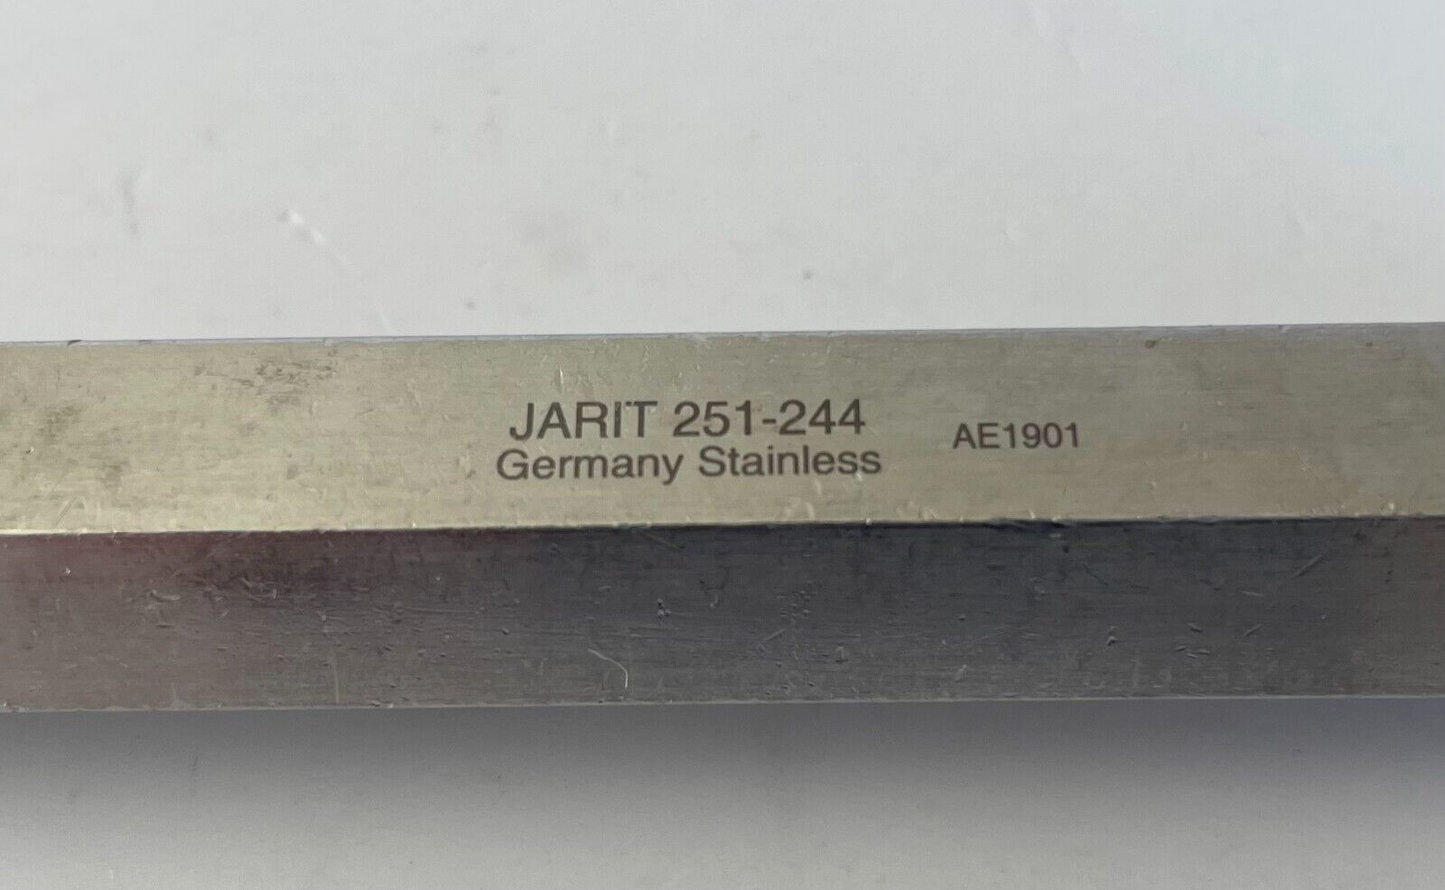 JARIT 251-244
Germany Stainless
AE1901